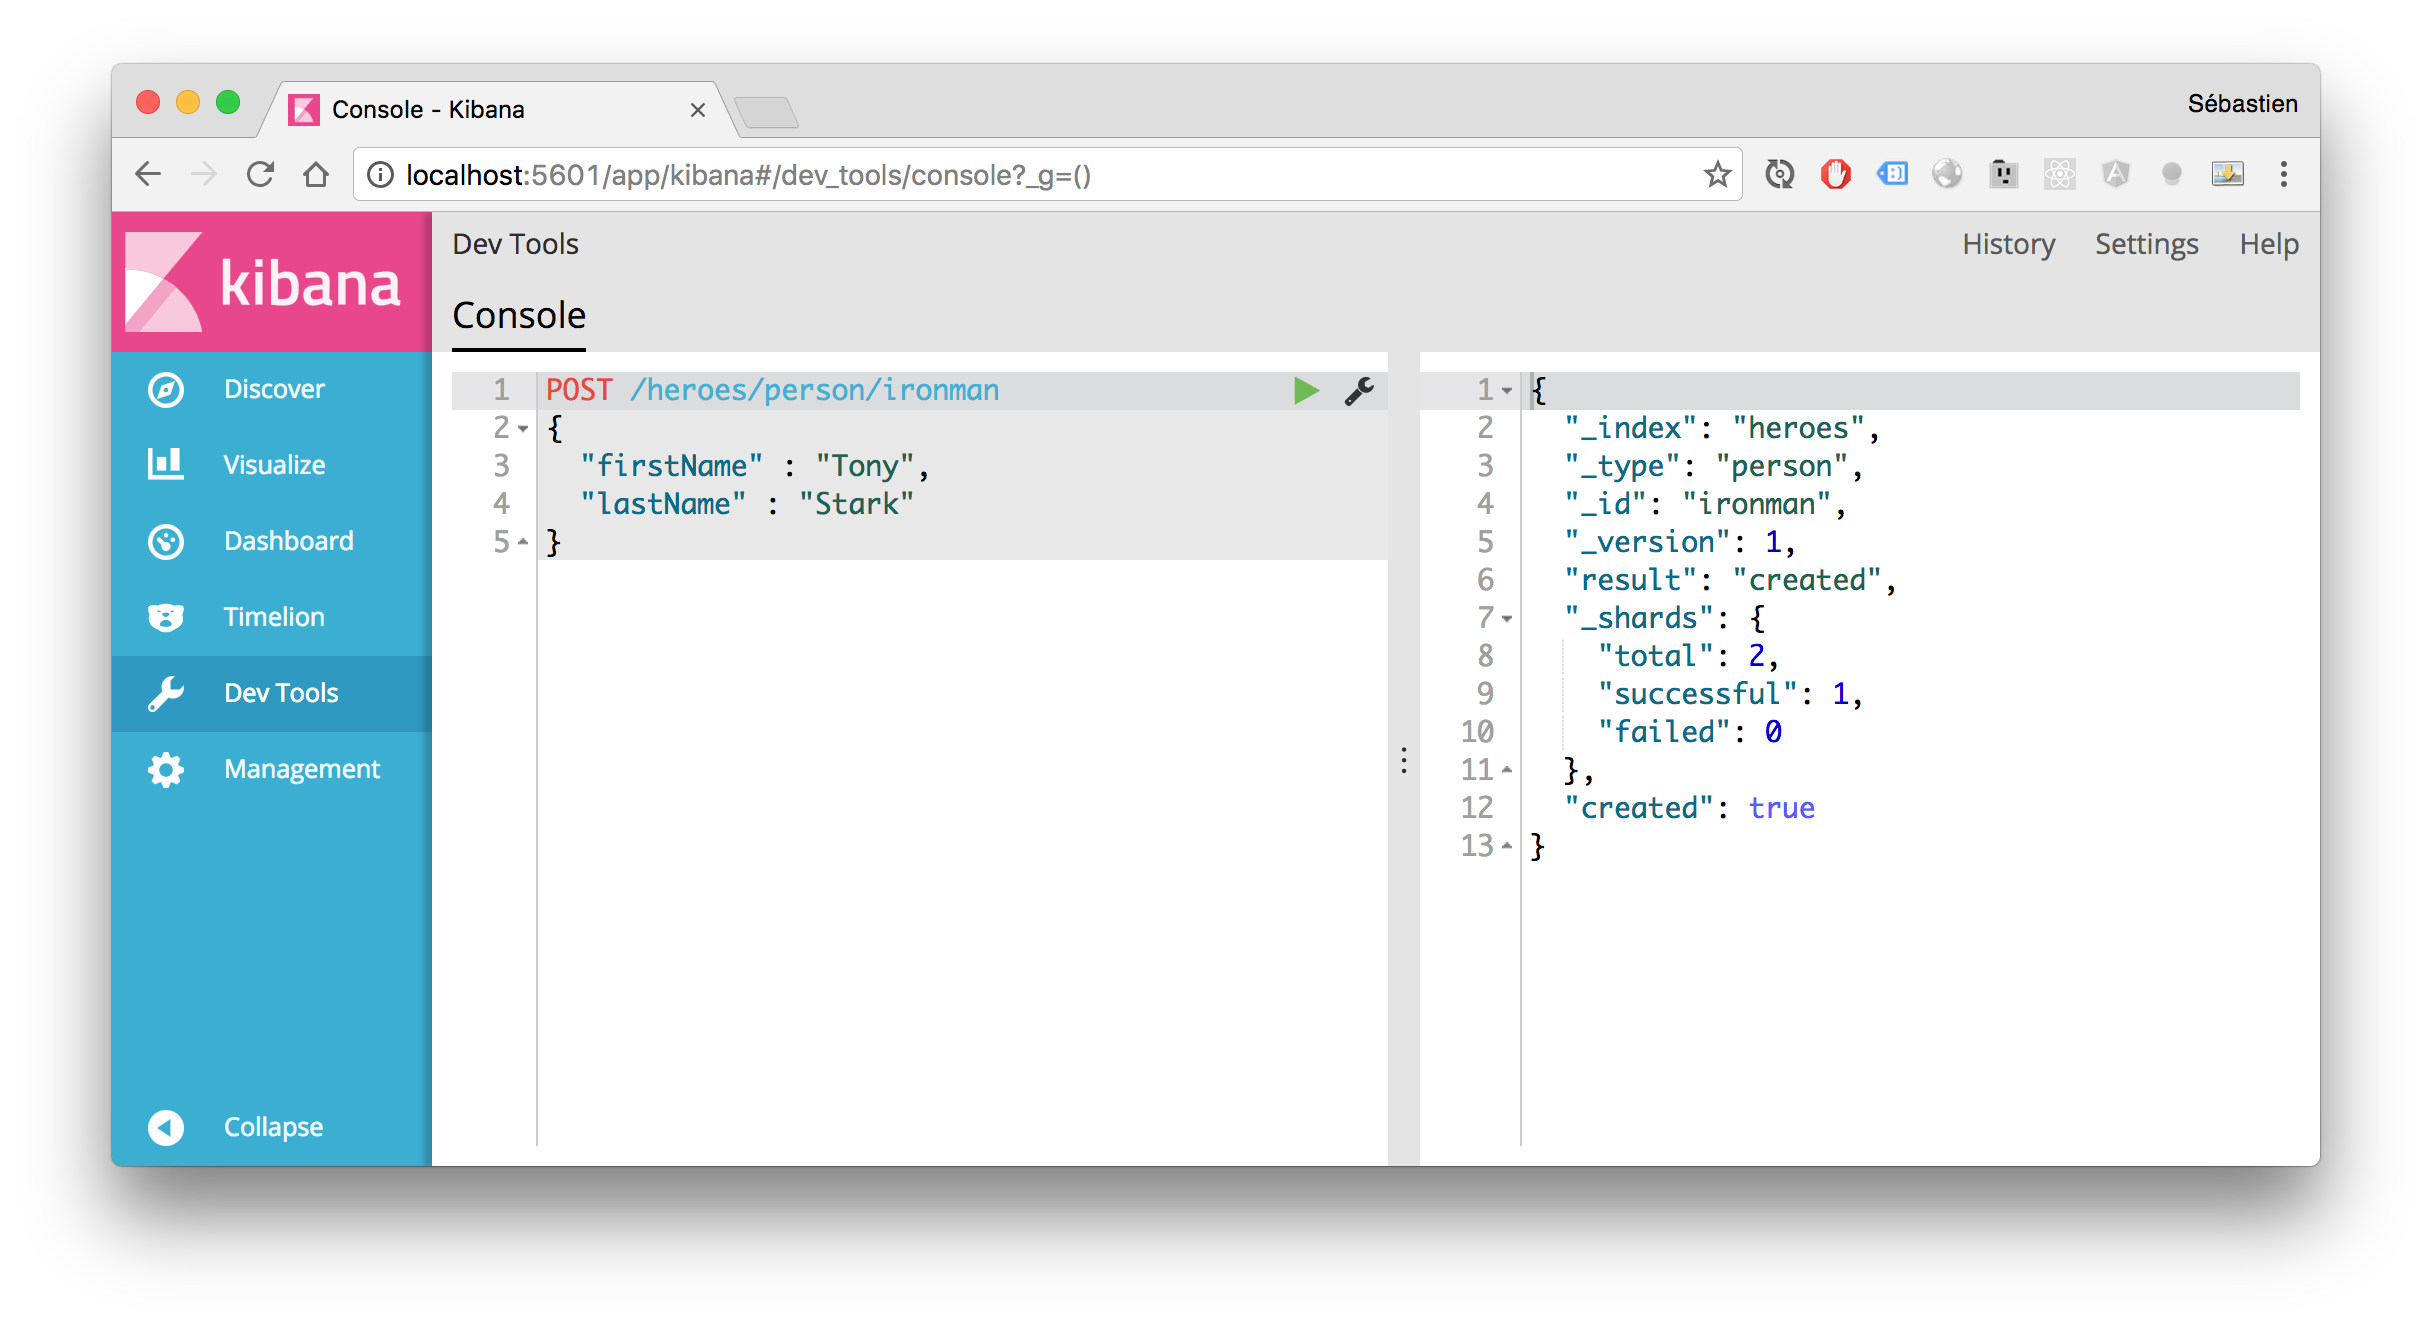 Console - Kibana
Sébastien
localhost:5601/app/kibana#/dev_tools/console?_g=()
kibana
Discover
Visualize
Dashboard
Timelion
Dev Tools
Management
Collapse
Dev Tools
History Settings Help
Console
1 POST /heroes/person/ironman
2 {
3 "firstName" : "Tony",
4 "lastName" : "Stark"
5 }
1 {
2 "_index": "heroes",
3 "_type": "person",
4 "_id": "ironman",
5 "_version": 1,
6 "result": "created",
7 "_shards": {
8 "total": 2,
9 "successful": 1,
10 "failed": 0
11 },
12 "created": true
13 }